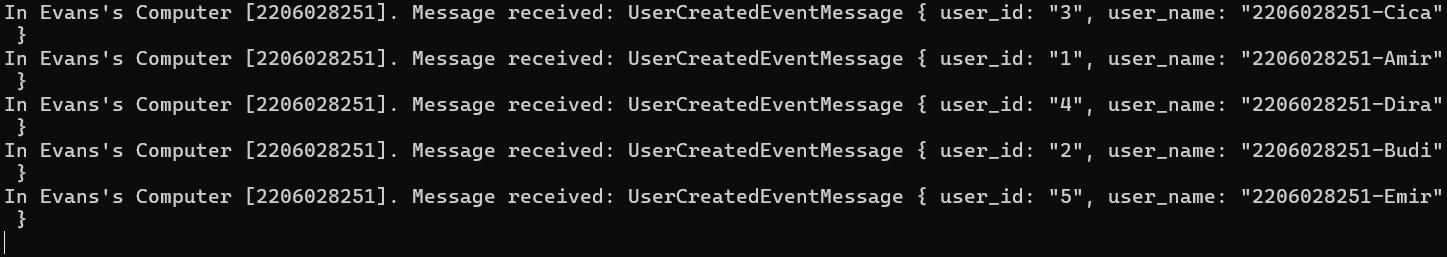 In Evans's Computer [2206028251]. Message received: UserCreatedEventMessage { user_id: "3", user_name: "2206028251-Cica"
 }
In Evans's Computer [2206028251]. Message received: UserCreatedEventMessage { user_id: "1", user_name: "2206028251-Amir"
 }
In Evans's Computer [2206028251]. Message received: UserCreatedEventMessage { user_id: "4", user_name: "2206028251-Dira"
 }
In Evans's Computer [2206028251]. Message received: UserCreatedEventMessage { user_id: "2", user_name: "2206028251-Budi"
 }
In Evans's Computer [2206028251]. Message received: UserCreatedEventMessage { user_id: "5", user_name: "2206028251-Emir"
 }